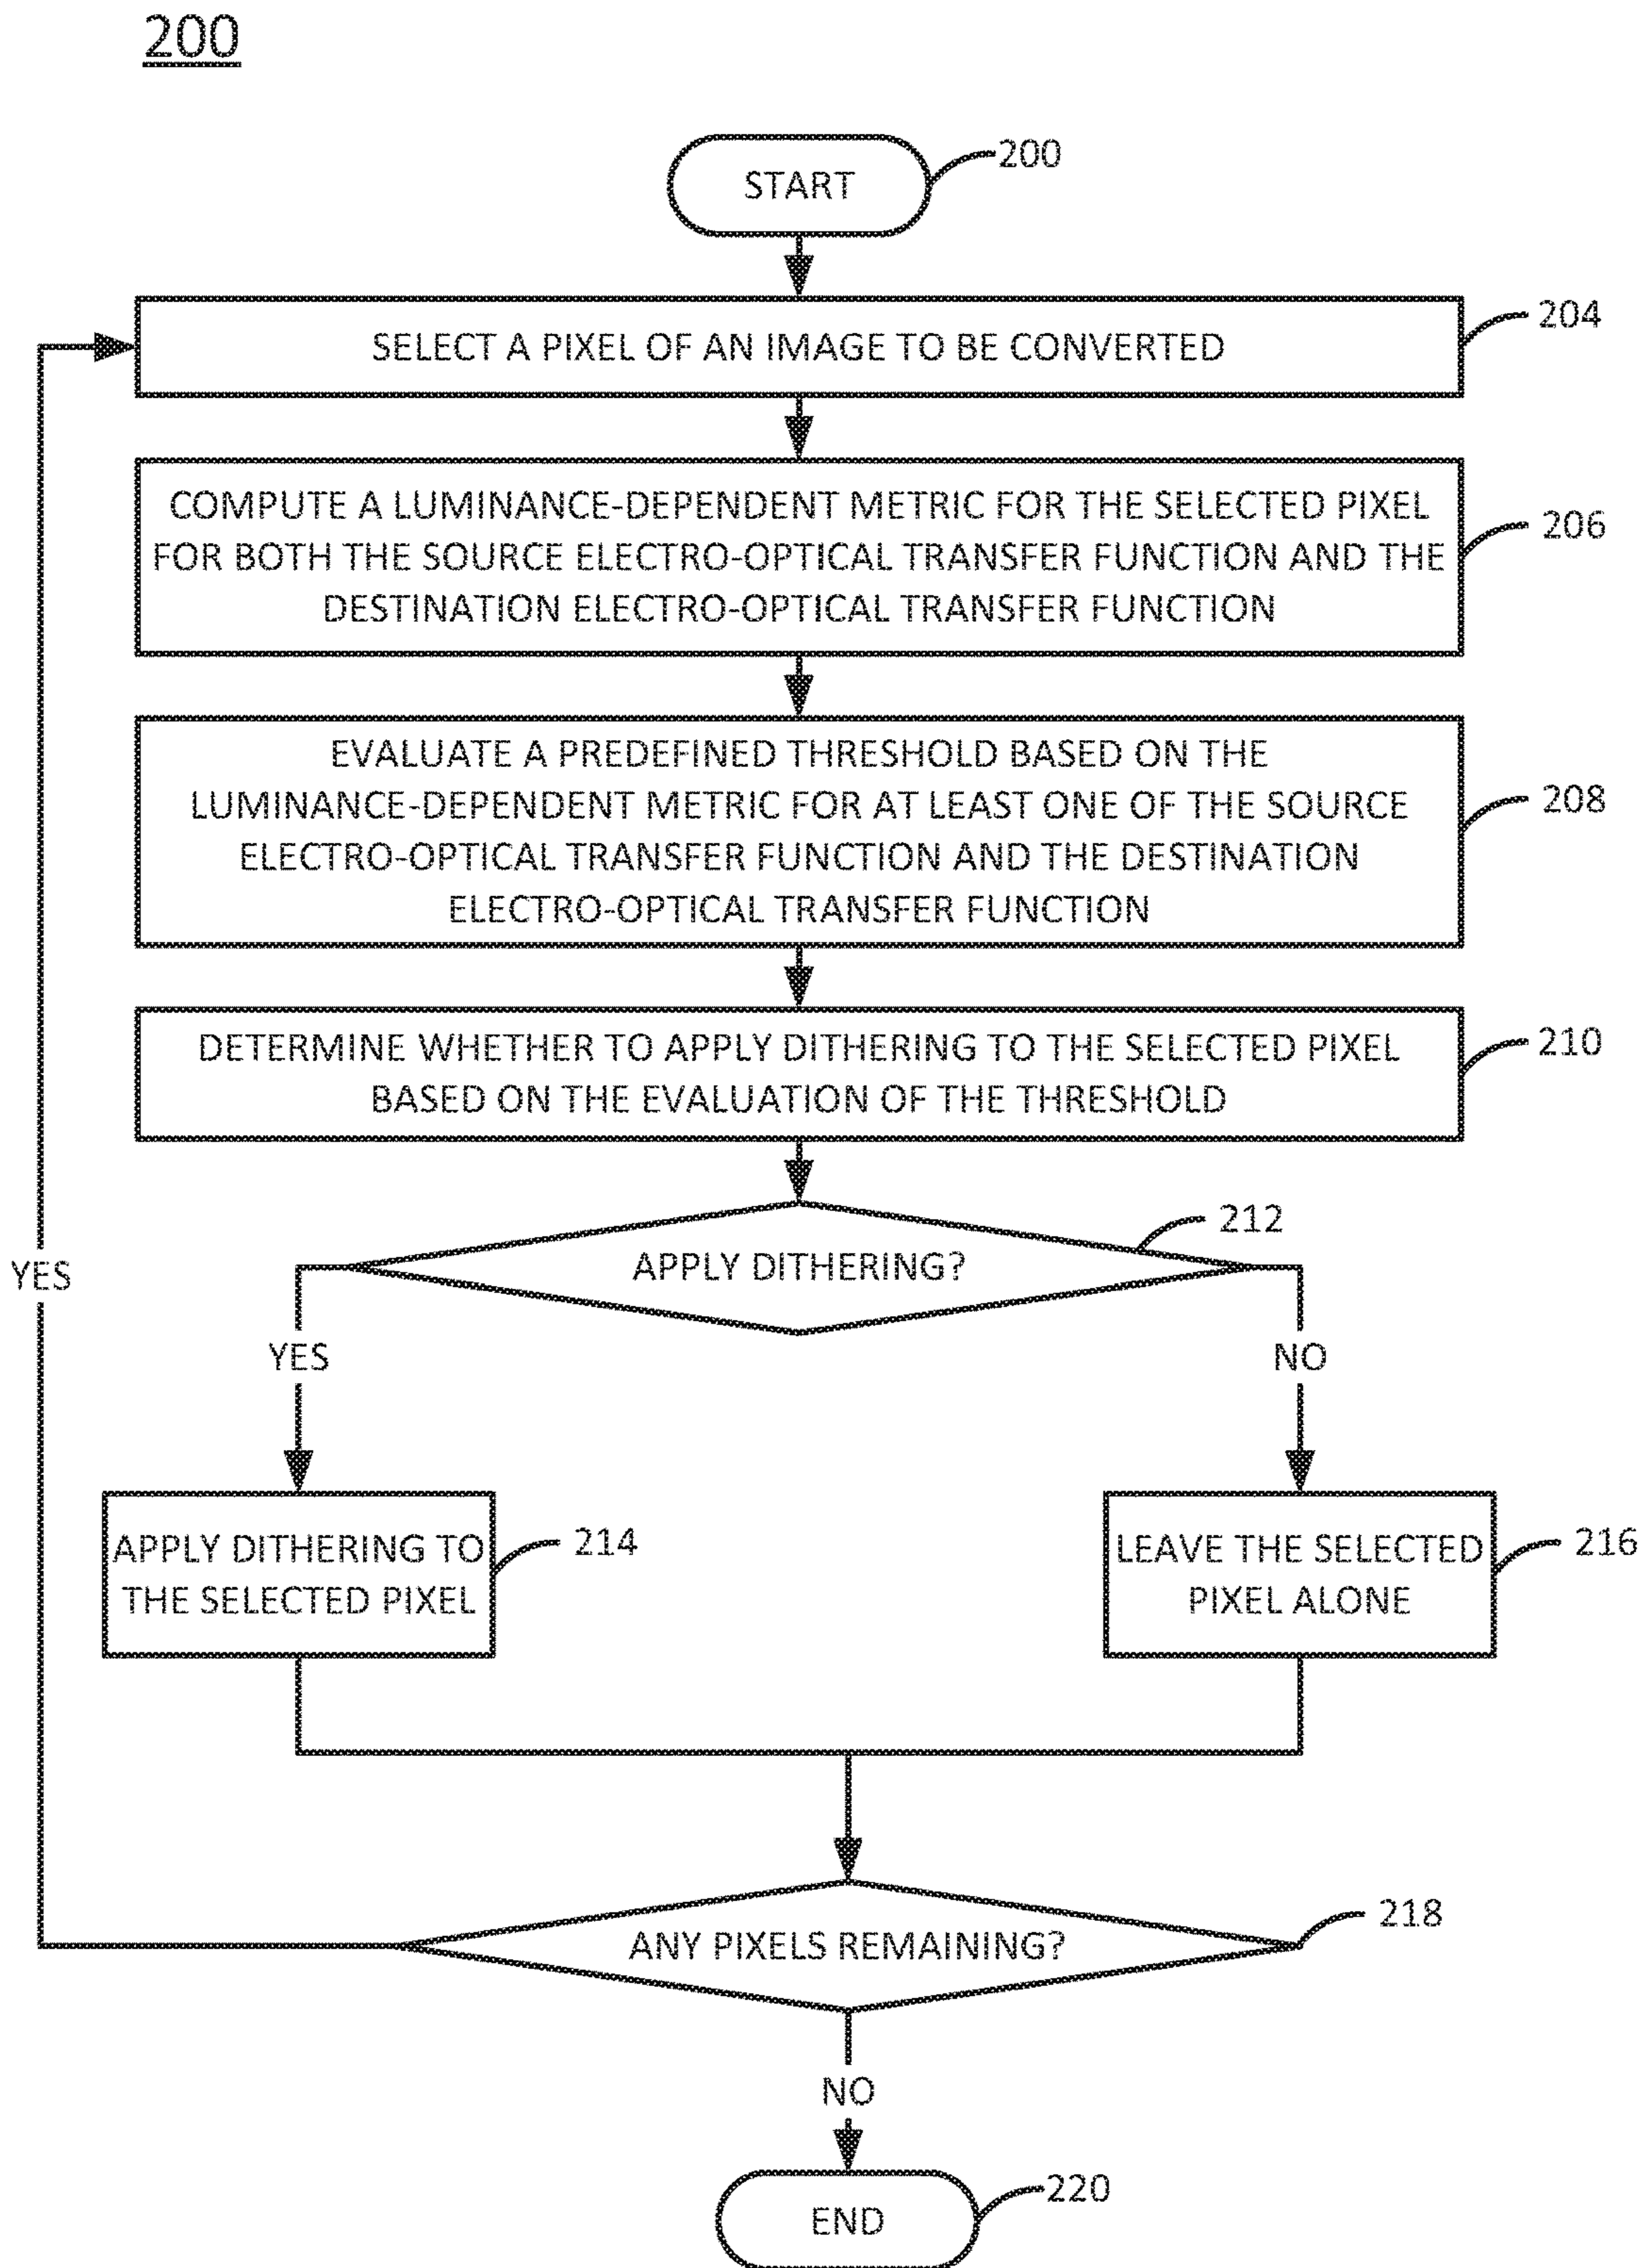 200
START
200
SELECT A PIXEL OF AN IMAGE TO BE CONVERTED
204
COMPUTE A LUMINANCE-DEPENDENT METRIC FOR THE SELECTED PIXEL
FOR BOTH THE SOURCE ELECTRO-OPTICAL TRANSFER FUNCTION AND THE
DESTINATION ELECTRO-OPTICAL TRANSFER FUNCTION
206
EVALUATE A PREDEFINED THRESHOLD BASED ON THE
LUMINANCE-DEPENDENT METRIC FOR AT LEAST ONE OF THE SOURCE
ELECTRO-OPTICAL TRANSFER FUNCTION AND THE DESTINATION
ELECTRO-OPTICAL TRANSFER FUNCTION
208
DETERMINE WHETHER TO APPLY DITHERING TO THE SELECTED PIXEL
BASED ON THE EVALUATION OF THE THRESHOLD
210
APPLY DITHERING?
212
YES
YES
NO
APPLY DITHERING TO
THE SELECTED PIXEL
214
LEAVE THE SELECTED
PIXEL ALONE
216
ANY PIXELS REMAINING?
218
NO
END
220